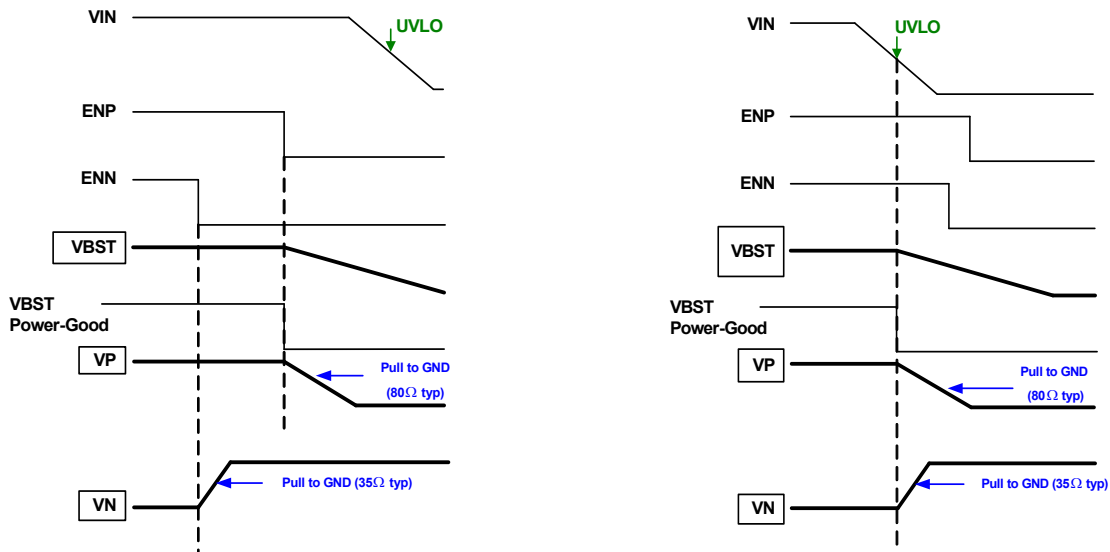 VIN
UVLO
ENP
ENN
VBST
VBST
Power-Good
VP
Pull to GND
(80Ω typ)
Pull to GND (35Ω typ)
VN
VIN
UVLO
ENP
ENN
VBST
VBST
Power-Good
VP
Pull to GND
(80Ω typ)
Pull to GND (35Ω typ)
VN